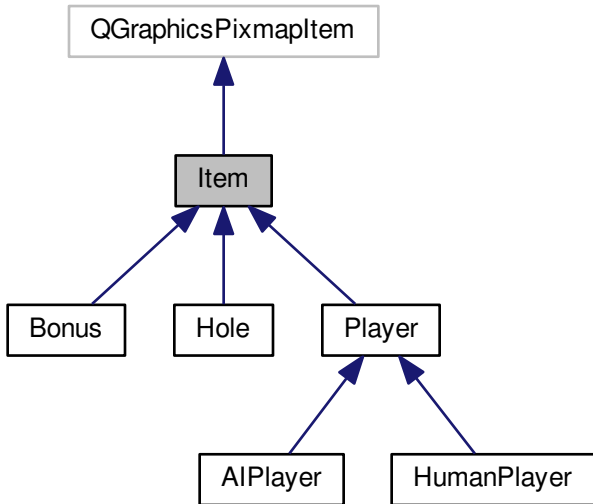 QGraphicsPixmapItem
Item
Bonus
Hole
Player
AIPlayer
HumanPlayer